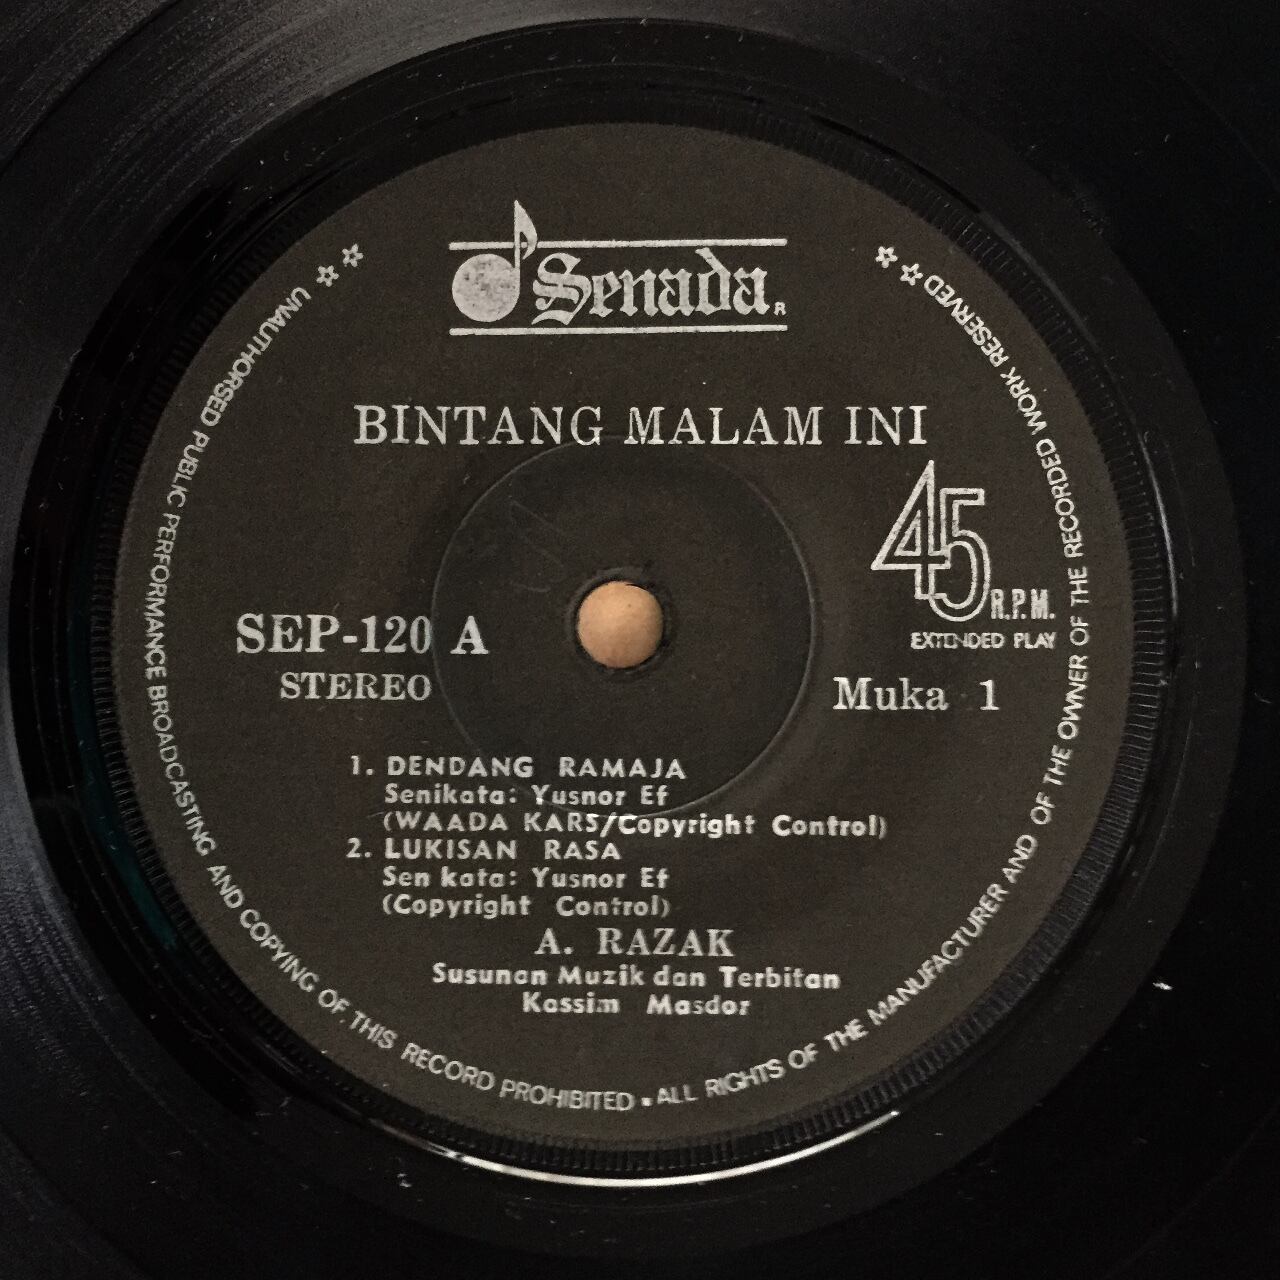 Senada R
BINTANG MALAM INI
45 R.P.M.
EXTENDED PLAY
SEP-120 A
STEREO
Muka 1
1. DENDANG RAMAJA
Senikata: Yusnor Ef
(WAADA KARS/Copyright Control)
2. LUKISAN RASA
Sen kata: Yusnor Ef
(Copyright Control)
A. RAZAK
Susunan Muzik dan Terbitan
Kassim Masdor
UNAUTHORSED PUBLIC PERFORMANCE BROADCASTING AND COPYING OF THIS RECORD PROHIBITED • ALL RIGHTS OF THE MANUFACTURER AND OF THE OWNER OF THE RECORDED WORK RESERVED